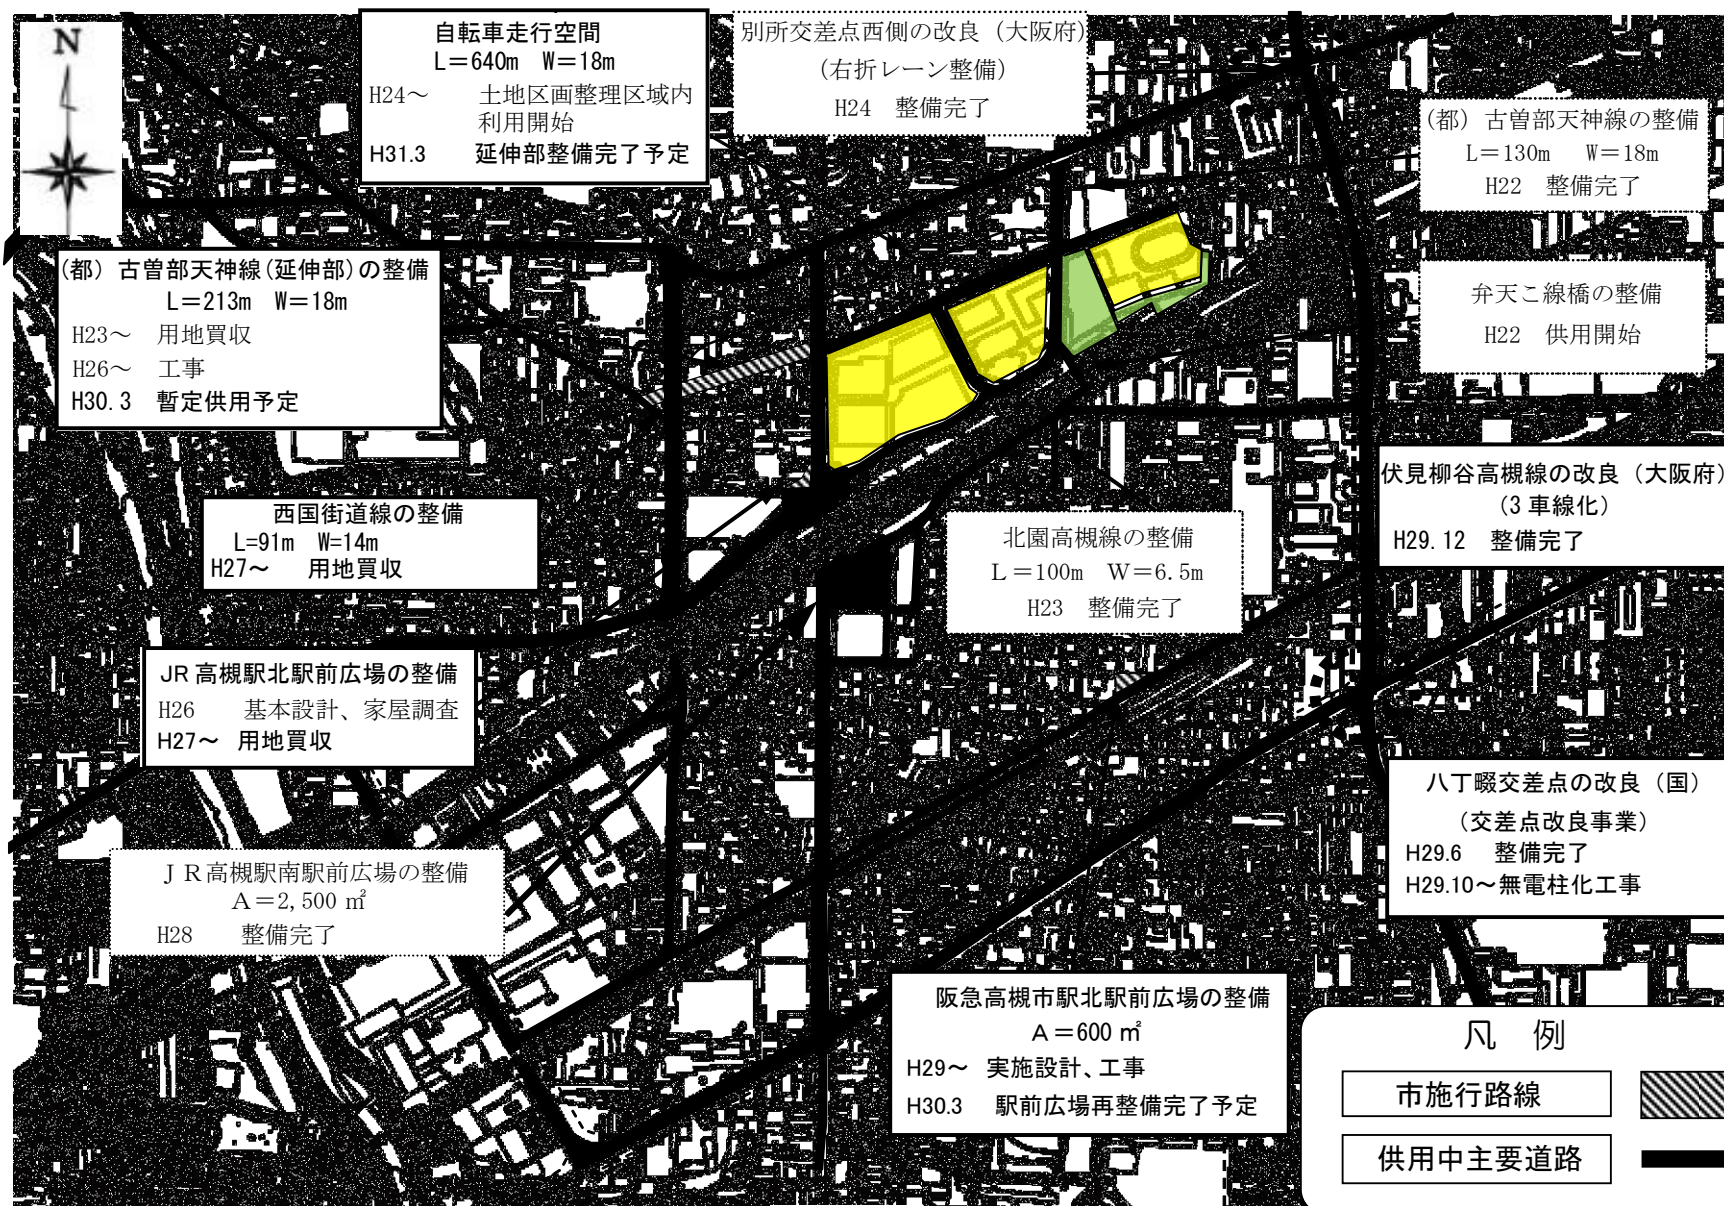 N
自転車走行空間
L＝640m　W＝18m
H24～　土地区画整理区域内
利用開始
H31.3　延伸部整備完了予定
別所交差点西側の改良（大阪府）
（右折レーン整備）
H24　整備完了
（都）古曽部天神線の整備
L＝130m　W＝18m
H22　整備完了
（都）古曽部天神線（延伸部）の整備
L＝213m　W＝18m
H23～　用地買収
H26～　工事
H30.3　暫定供用予定
弁天こ線橋の整備
H22　供用開始
西国街道線の整備
L=91m　W=14m
H27～　用地買収
北園高槻線の整備
L＝100m　W＝6.5m
H23　整備完了
伏見柳谷高槻線の改良（大阪府）
（3車線化）
H29.12　整備完了
JR高槻駅北駅前広場の整備
H26　基本設計、家屋調査
H27～　用地買収
八丁畷交差点の改良（国）
（交差点改良事業）
H29.6　整備完了
H29.10～無電柱化工事
ＪＲ高槻駅南駅前広場の整備
A＝2,500㎡
H28　整備完了
阪急高槻市駅北駅前広場の整備
A＝600㎡
H29～　実施設計、工事
H30.3　駅前広場再整備完了予定
凡　例
市施行路線
供用中主要道路